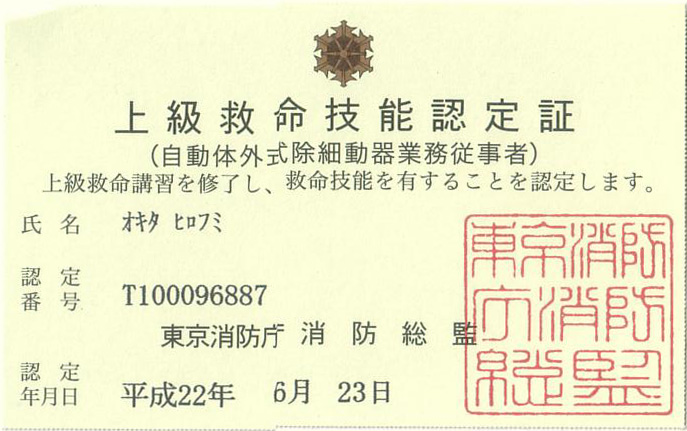 上級救命技能認定証
(自動体外式除細動器業務従事者)
上級救命講習を修了し、救命技能を有することを認定します。
氏名 ｵｷﾀ ﾋﾛﾌﾐ
認定番号 T100096887
東京消防庁 消防総監
認定年月日 平成22年 6月 23日
東京消防
庁消防
総監